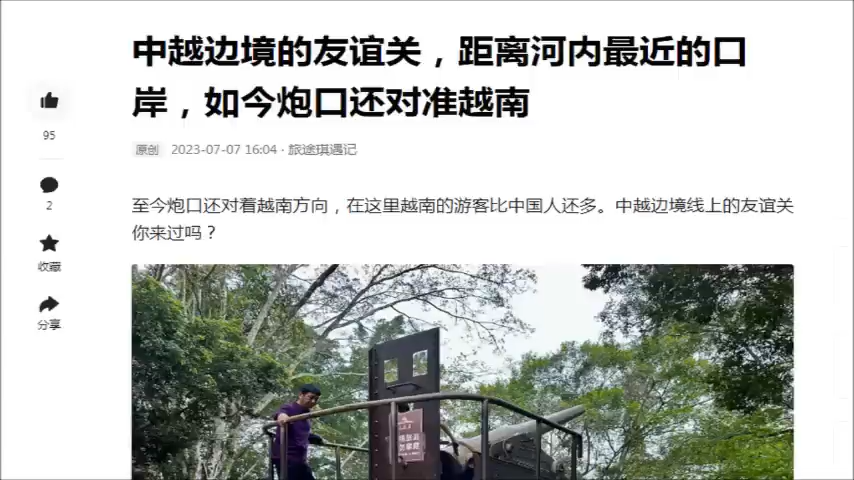 中越边境的友谊关，距离河内最近的口
岸，如今炮口还对准越南
原创 2023-07-07 16:04 · 旅途琪遇记
95
2
收藏
分享
至今炮口还对着越南方向，在这里越南的游客比中国人还多。中越边境线上的友谊关
你来过吗？